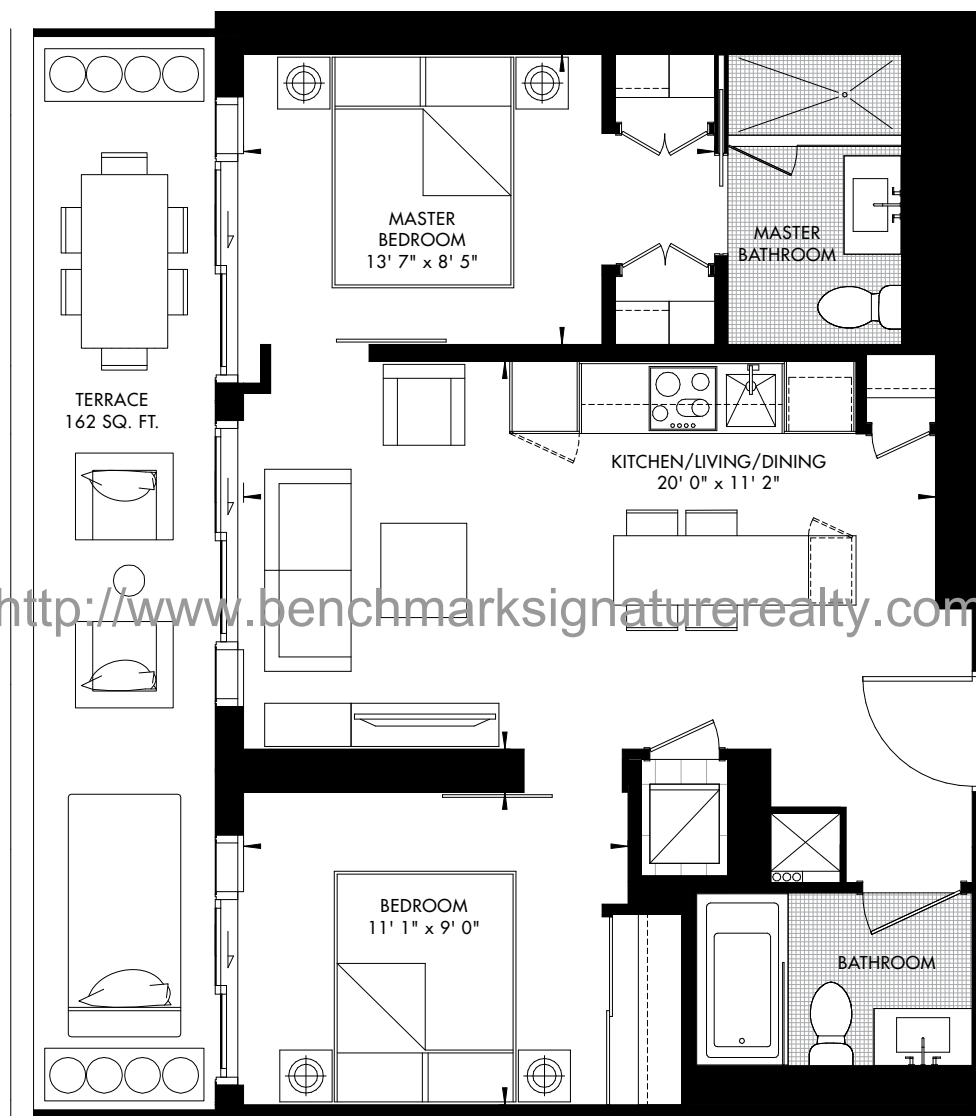 MASTER
BEDROOM
13' 7" x 8' 5"
MASTER
BATHROOM
TERRACE
162 SQ. FT.
KITCHEN/LIVING/DINING
20' 0" x 11' 2"
http://www.benchmarksignaturerealty.com
BEDROOM
11' 1" x 9' 0"
BATHROOM